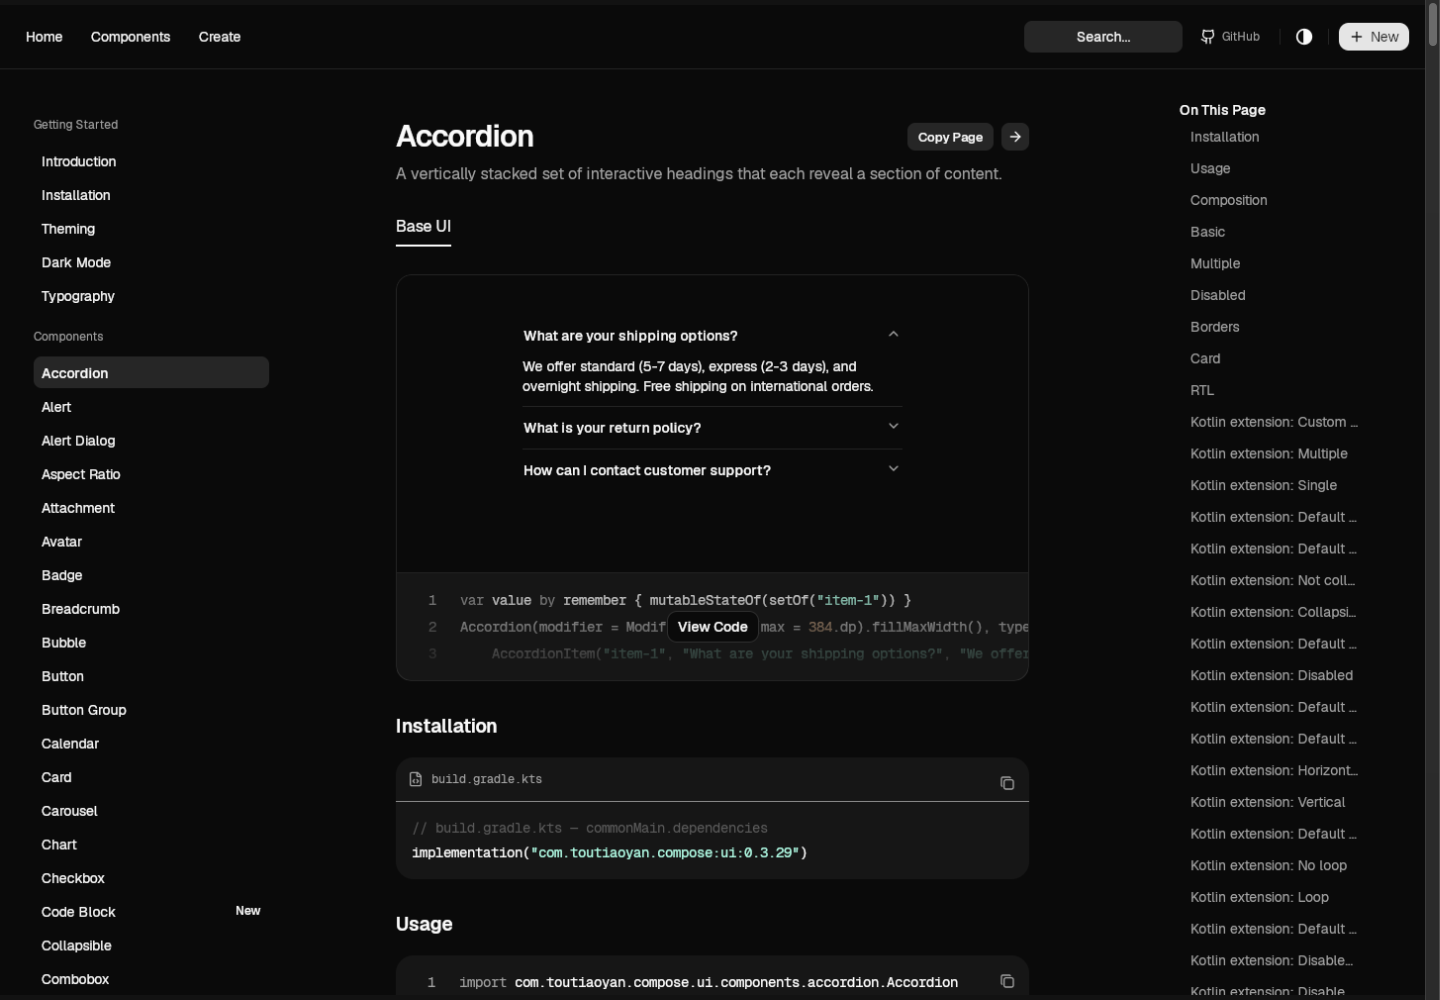 Home
Components
Create
Search...
GitHub
New
Getting Started
Introduction
Installation
Theming
Dark Mode
Typography
Components
Accordion
Alert
Alert Dialog
Aspect Ratio
Attachment
Avatar
Badge
Breadcrumb
Bubble
Button
Button Group
Calendar
Card
Carousel
Chart
Checkbox
Code Block
New
Collapsible
Combobox
Accordion
Copy Page
A vertically stacked set of interactive headings that each reveal a section of content.
Base UI
What are your shipping options?
We offer standard (5-7 days), express (2-3 days), and
overnight shipping. Free shipping on international orders.
What is your return policy?
How can I contact customer support?
1 var value by remember { mutableStateOf(setOf("item-1")) }
2 Accordion(modifier = Modif
View Code
max = 384.dp).fillMaxWidth(), type
3 AccordionItem("item-1", "What are your shipping options?", "We offer
Installation
build.gradle.kts
// build.gradle.kts — commonMain.dependencies
implementation("com.toutiaoyan.compose:ui:0.3.29")
Usage
1 import com.toutiaoyan.compose.ui.components.accordion.Accordion
On This Page
Installation
Usage
Composition
Basic
Multiple
Disabled
Borders
Card
RTL
Kotlin extension: Custom ...
Kotlin extension: Multiple
Kotlin extension: Single
Kotlin extension: Default ...
Kotlin extension: Default ...
Kotlin extension: Not coll...
Kotlin extension: Collapsi...
Kotlin extension: Default ...
Kotlin extension: Disabled
Kotlin extension: Default ...
Kotlin extension: Default ...
Kotlin extension: Horizont...
Kotlin extension: Vertical
Kotlin extension: Default ...
Kotlin extension: No loop
Kotlin extension: Loop
Kotlin extension: Default ...
Kotlin extension: Disable...
Kotlin extension: Disable